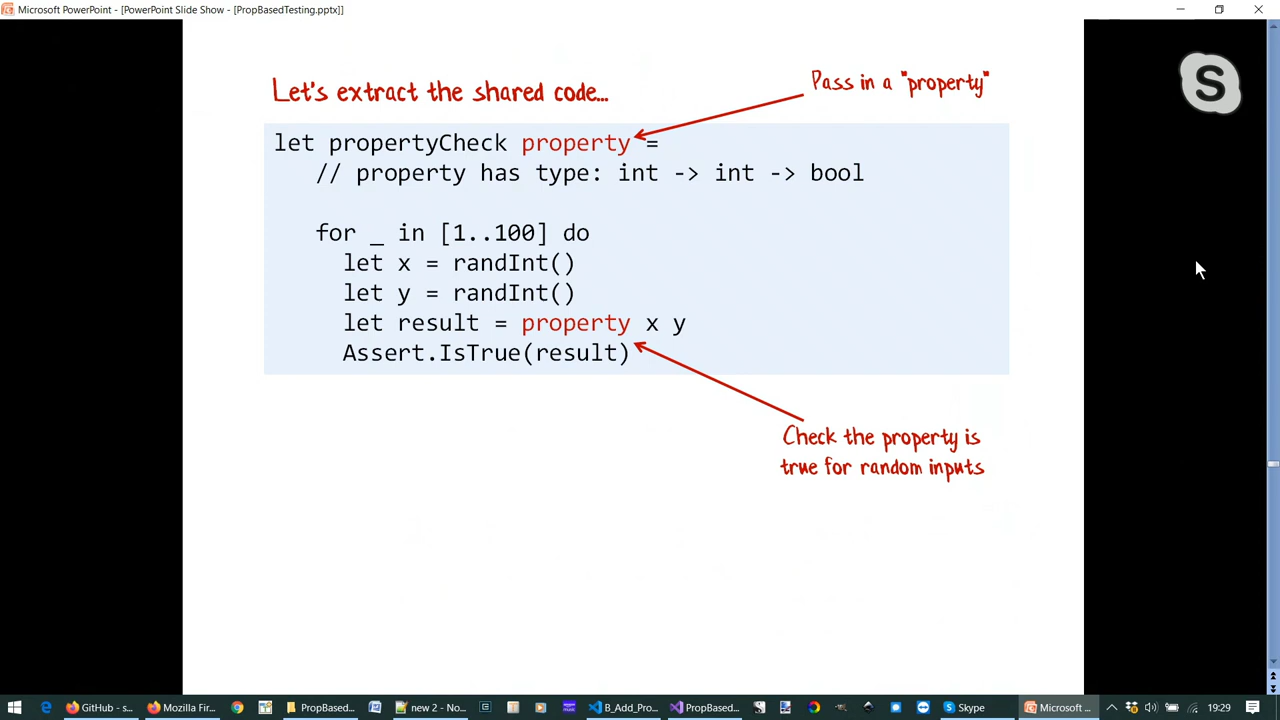 Microsoft PowerPoint - [PowerPoint Slide Show - [PropBasedTesting.pptx]]
S
Let's extract the shared code...
Pass in a "property"
let propertyCheck property =
// property has type: int -> int -> bool
for _ in [1..100] do
let x = randInt()
let y = randInt()
let result = property x y
Assert.IsTrue(result)
Check the property is
true for random inputs
GitHub - s...
Mozilla Fir...
PropBased...
new 2 - No...
B_Add_Pro...
PropBased...
Skype
Microsoft ...
19:29